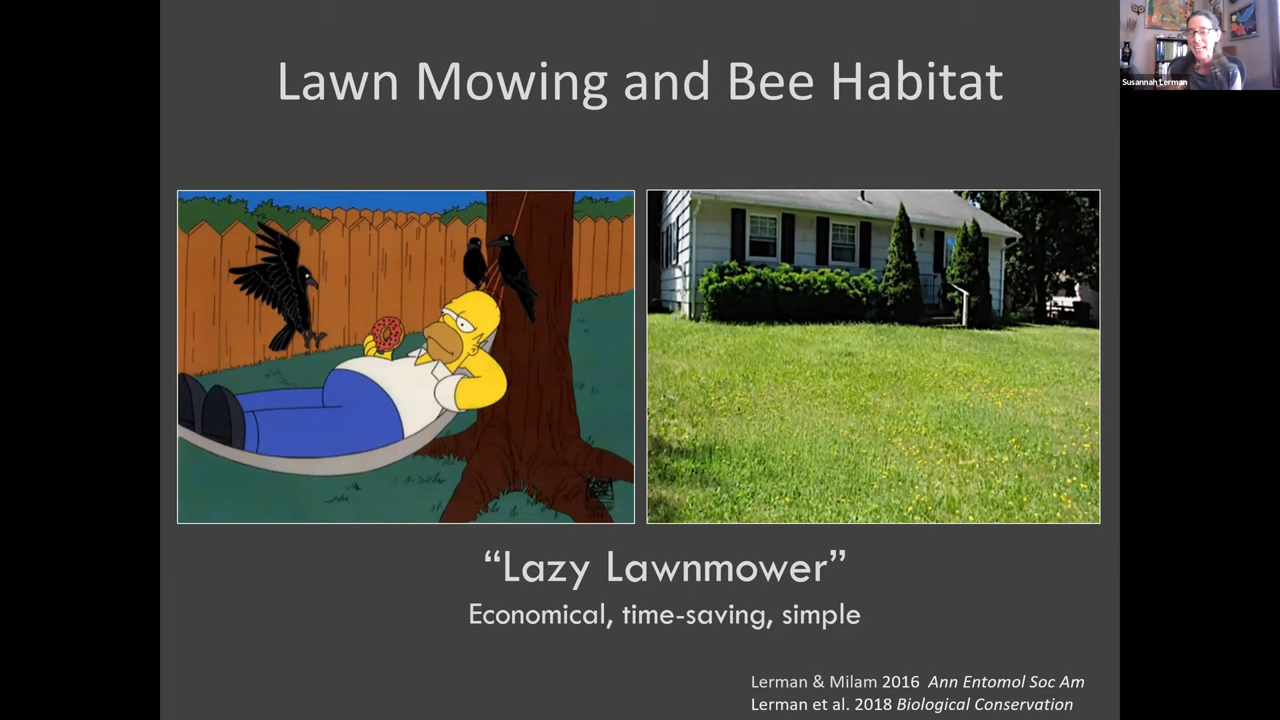 Lawn Mowing and Bee Habitat
Susannah Lerman
“Lazy Lawnmower”
Economical, time-saving, simple
Lerman & Milam 2016 Ann Entomol Soc Am
Lerman et al. 2018 Biological Conservation